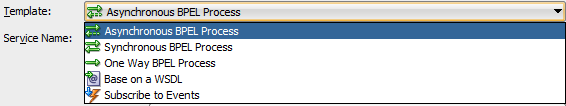 Template: Asynchronous BPEL Process
Asynchronous BPEL Process
Service Name: Synchronous BPEL Process
One Way BPEL Process
Base on a WSDL
Subscribe to Events